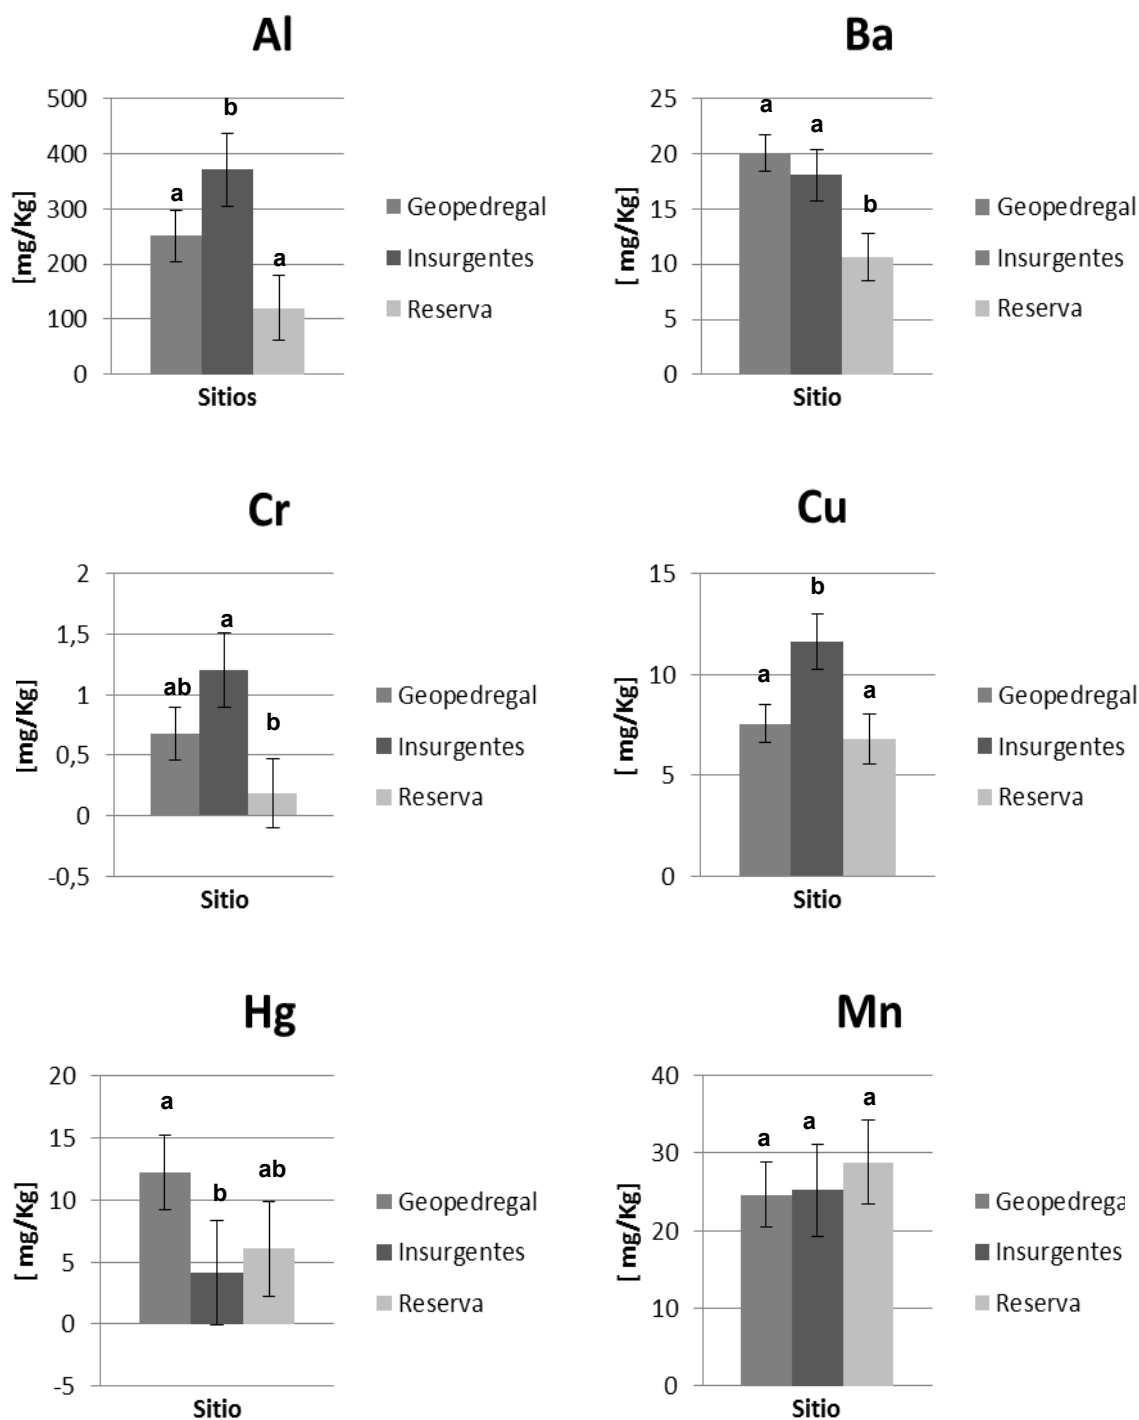 Al
500
400
300
200
100
0
[mg/Kg]
a
b
a
Sitios
Geopedregal
Insurgentes
Reserva
Ba
25
20
15
10
5
0
[ mg/Kg]
a
a
b
Sitio
Geopedregal
Insurgentes
Reserva
Cr
2
1,5
1
0,5
0
-0,5
[mg/Kg]
ab
a
b
Sitio
Geopedregal
Insurgentes
Reserva
Cu
15
10
5
0
[ mg/Kg]
a
b
a
Sitio
Geopedregal
Insurgentes
Reserva
Hg
20
15
10
5
0
-5
[ mg/Kg]
a
b
ab
Sitio
Geopedregal
Insurgentes
Reserva
Mn
40
30
20
10
0
[ mg/Kg]
a
a
a
Sitio
Geopedrega
Insurgentes
Reserva